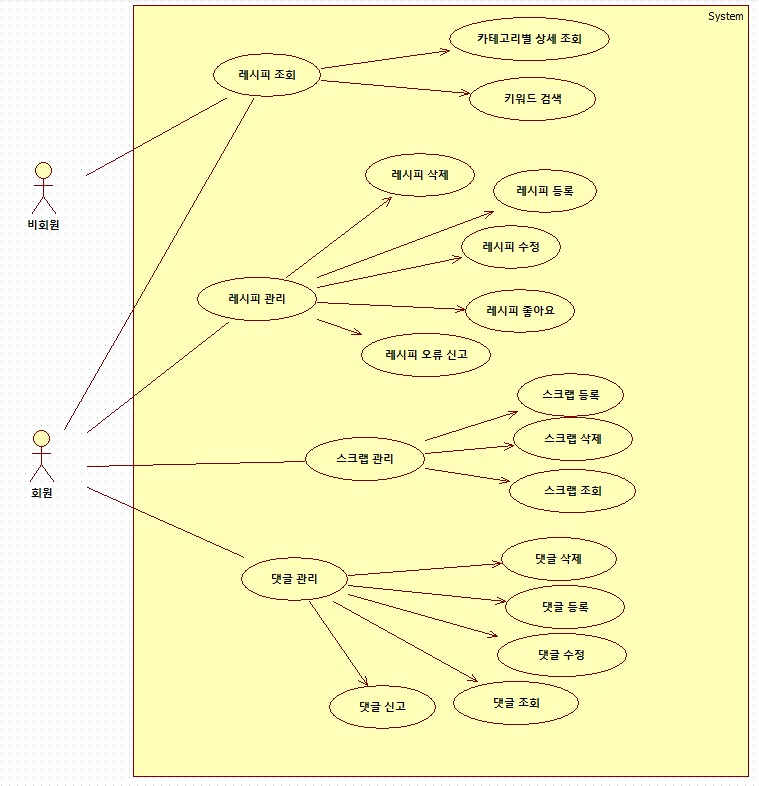 System
카테고리별 상세 조회
레시피 조회
키워드 검색
비회원
레시피 삭제
레시피 등록
레시피 수정
레시피 관리
레시피 좋아요
레시피 오류 신고
회원
스크랩 등록
스크랩 관리
스크랩 삭제
스크랩 조회
댓글 삭제
댓글 관리
댓글 등록
댓글 수정
댓글 신고
댓글 조회